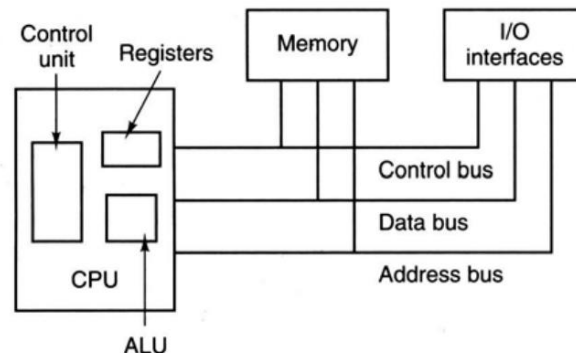 Control
unit
Registers
Memory
I/O
interfaces
Control bus
Data bus
Address bus
CPU
ALU